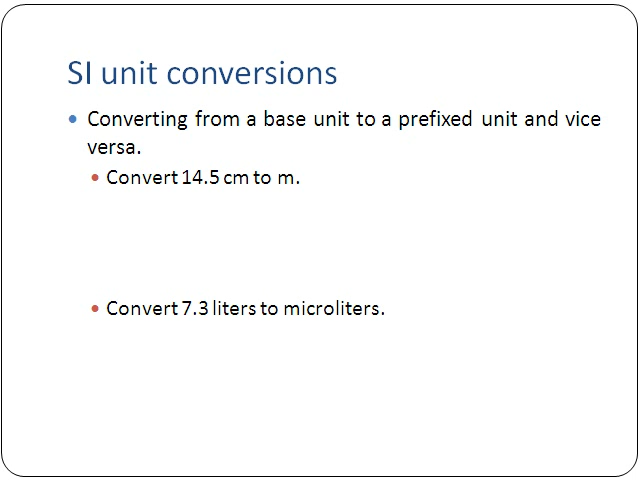 SI unit conversions
Converting from a base unit to a prefixed unit and vice
versa.
Convert 14.5 cm to m.
Convert 7.3 liters to microliters.